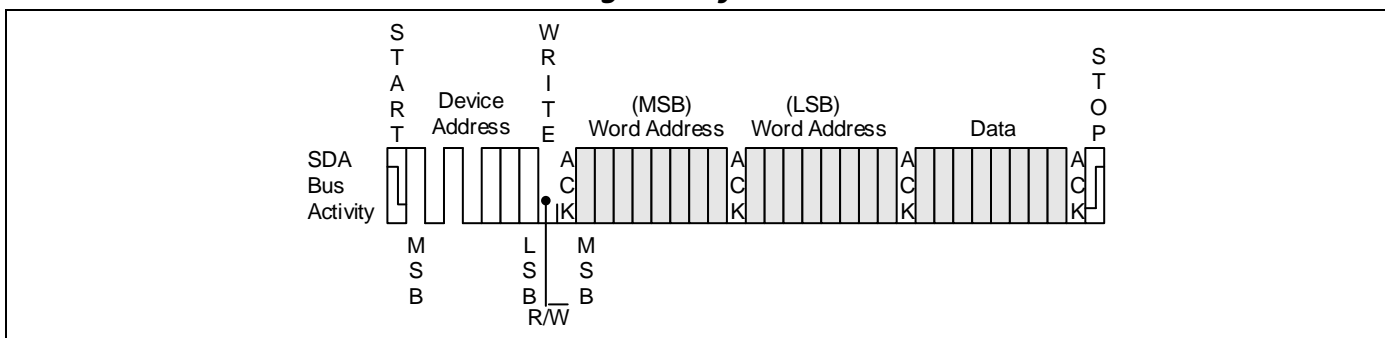 START
WRITE
STOP
Device
Address
(MSB)
Word Address
(LSB)
Word Address
Data
SDA
Bus
Activity
ACK
ACK
ACK
ACK
MSB
LSB
MSB
R/W